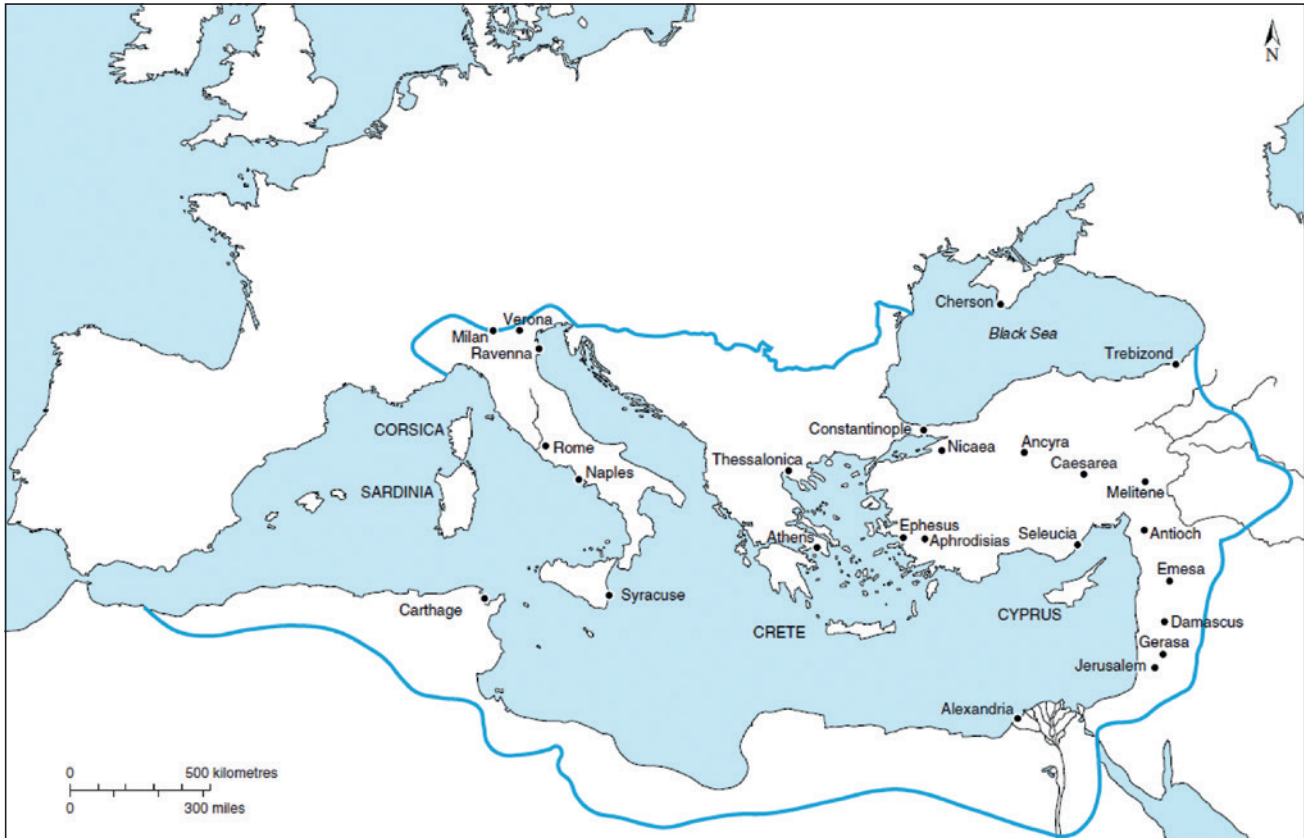 N
Cherson
Black Sea
Verona
Milan
Ravenna
Trebizond
CORSICA
Constantinople
Rome
Nicaea
Ancyra
Thessalonica
Caesarea
Naples
SARDINIA
Melitene
Ephesus
Antioch
Athens
Aphrodisias
Seleucia
Emesa
Carthage
Syracuse
CYPRUS
Damascus
CRETE
Gerasa
Jerusalem
Alexandria
0 500 kilometres
0 300 miles